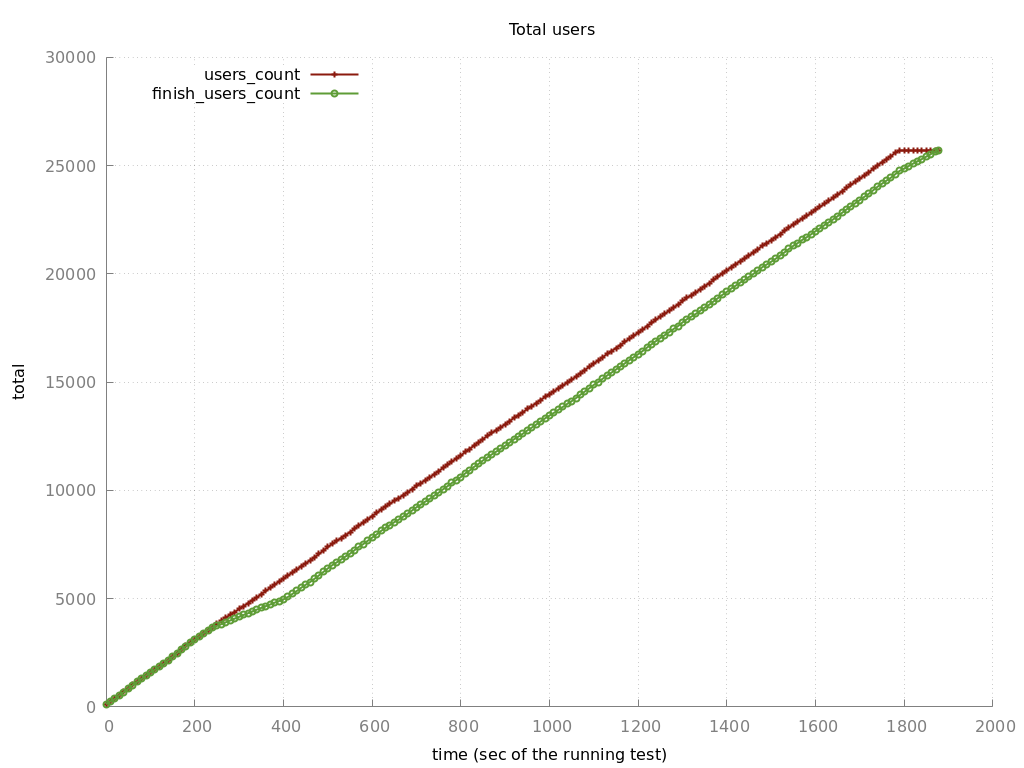 Total users
30000
25000
20000
15000
10000
5000
0
users_count
finish_users_count
total
0 200 400 600 800 1000 1200 1400 1600 1800 2000
time (sec of the running test)